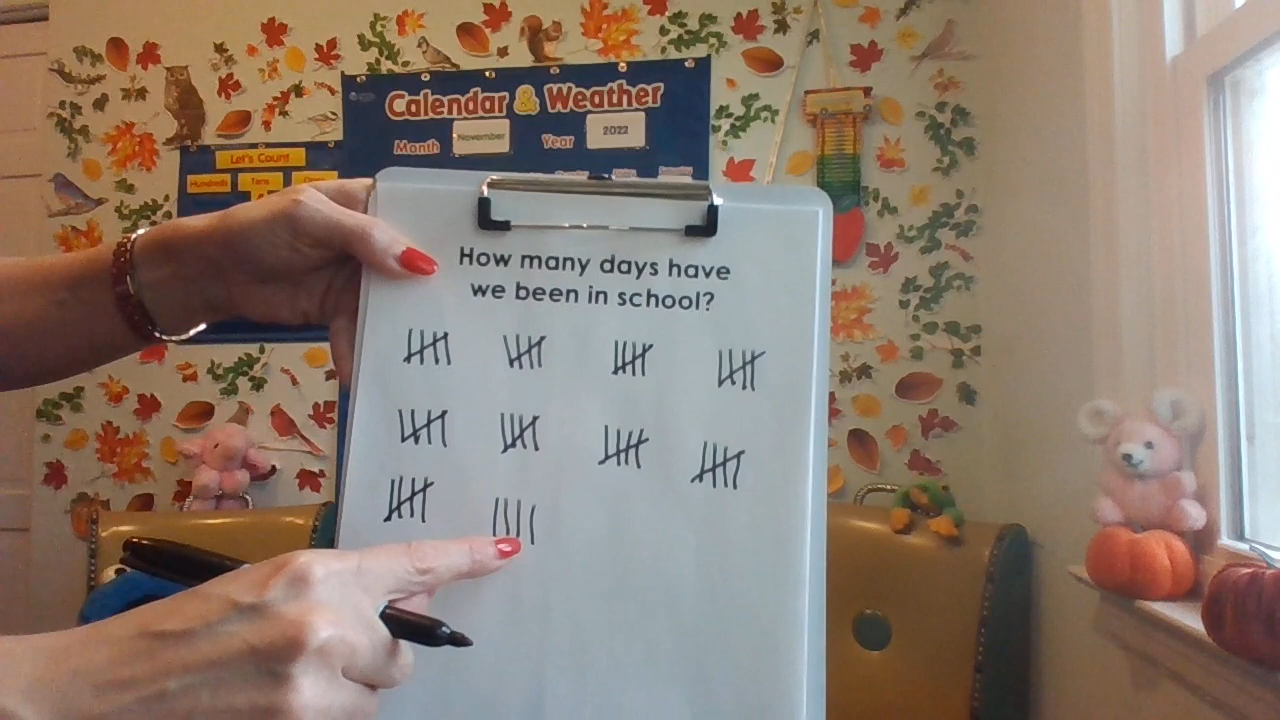 Calendar & Weather
Month November Year 2022
Let's Count
Hundreds Tens Ones
How many days have
we been in school?